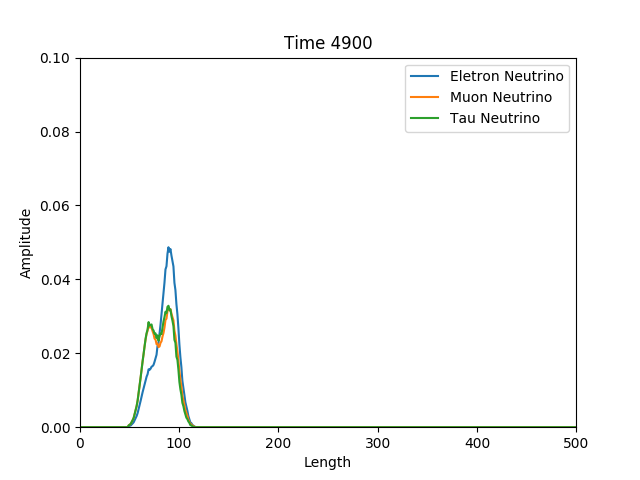 Time 4900
Eletron Neutrino
Muon Neutrino
Tau Neutrino
Amplitude
0.10
0.08
0.06
0.04
0.02
0.00
0 100 200 300 400 500
Length